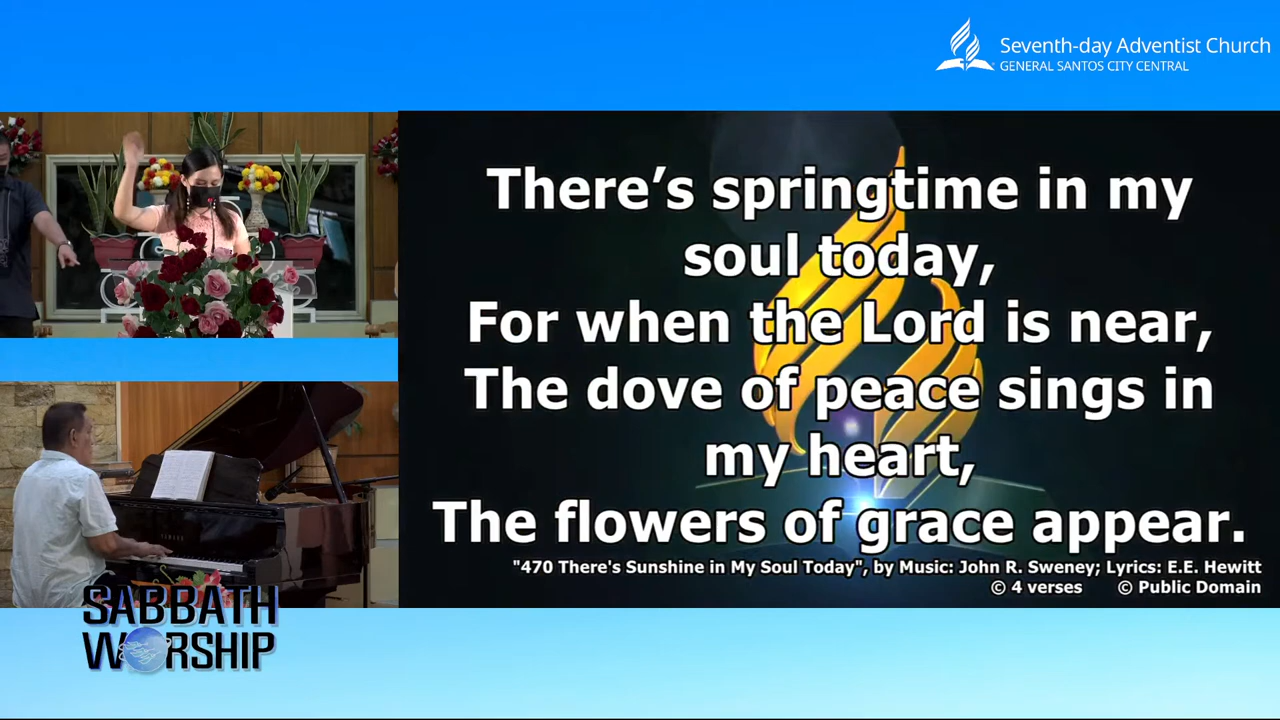 Seventh-day Adventist Church
GENERAL SANTOS CITY CENTRAL
There’s springtime in my
soul today,
For when the Lord is near,
The dove of peace sings in
my heart,
The flowers of grace appear.
"470 There's Sunshine in My Soul Today", by Music: John R. Sweney; Lyrics: E.E. Hewitt
© 4 verses © Public Domain
SABBATH
WORSHIP